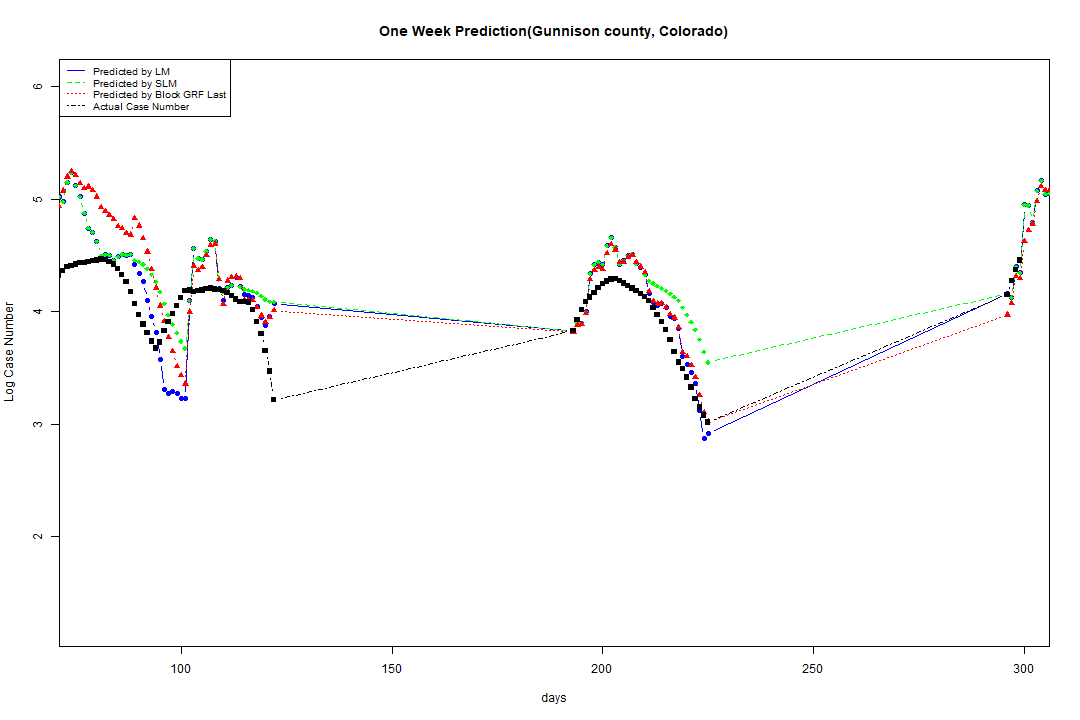 One Week Prediction(Gunnison county, Colorado)
Predicted by LM
Predicted by SLM
Predicted by Block GRF Last
Actual Case Number
6
5
4
3
2
Log Case Number
100 150 200 250 300
days